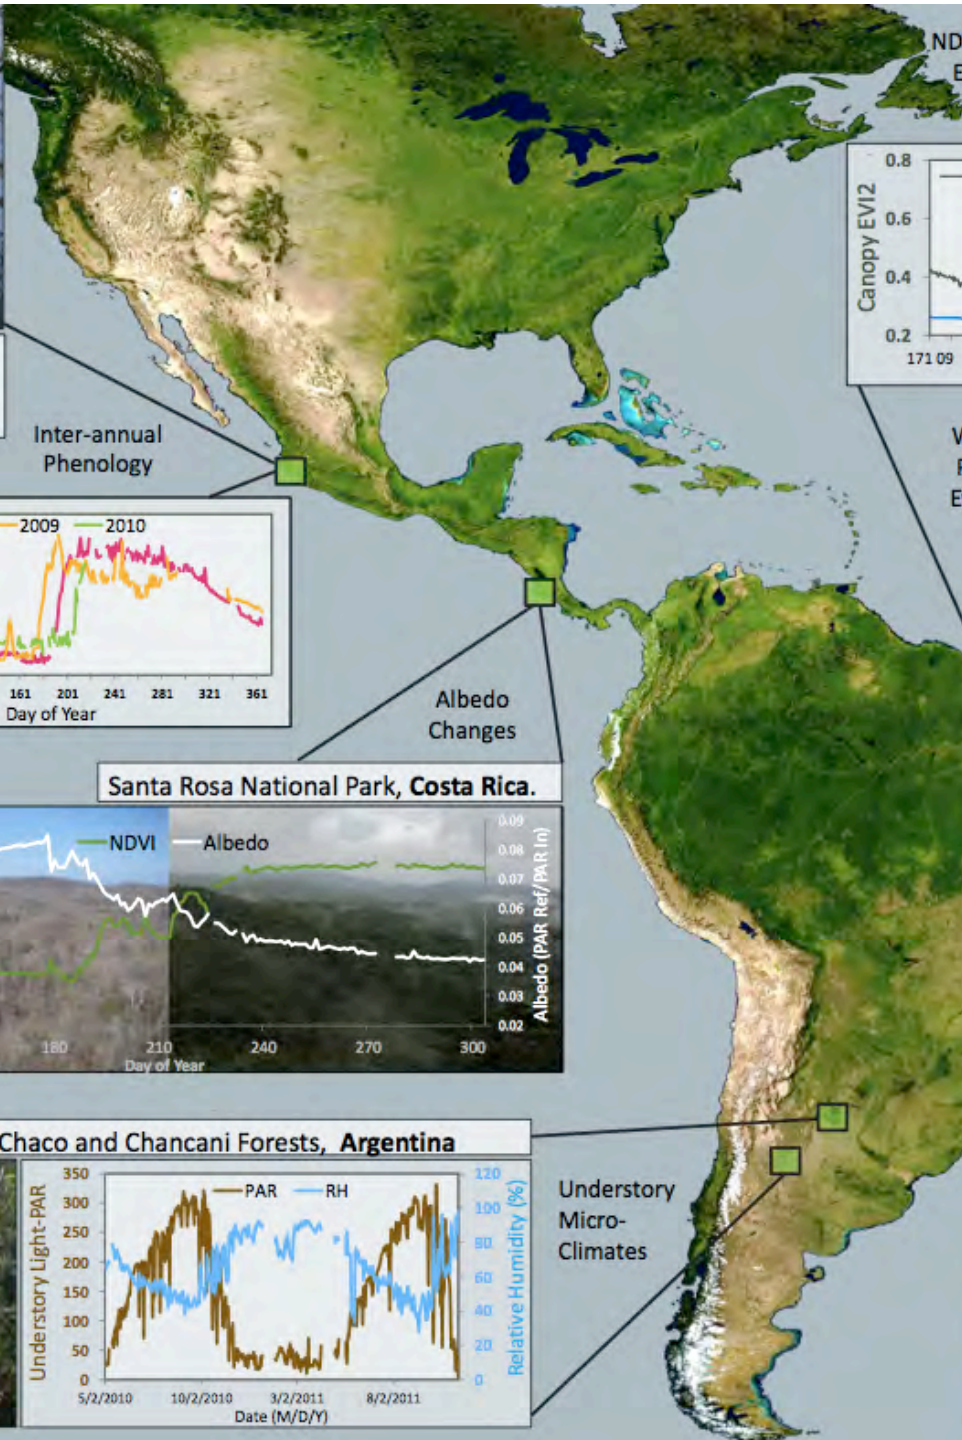 ND
E
0.8
0.6
0.4
0.2
Canopy EVI2
171 09
Inter-annual
Phenology
2009 2010
161 201 241 281 321 361
Day of Year
Albedo
Changes
Santa Rosa National Park, Costa Rica.
NDVI Albedo
0.09
0.08
0.07
0.06
0.05
0.04
0.03
0.02
Albedo (PAR Ref/PAR In)
180 210 240 270 300
Day of Year
Chaco and Chancani Forests, Argentina
Understory Light-PAR
350
300
250
200
150
100
50
0
PAR RH
120
100
80
60
40
20
0
Relative Humidity (%)
5/2/2010 10/2/2010 3/2/2011 8/2/2011
Date (M/D/Y)
Understory
Micro-
Climates